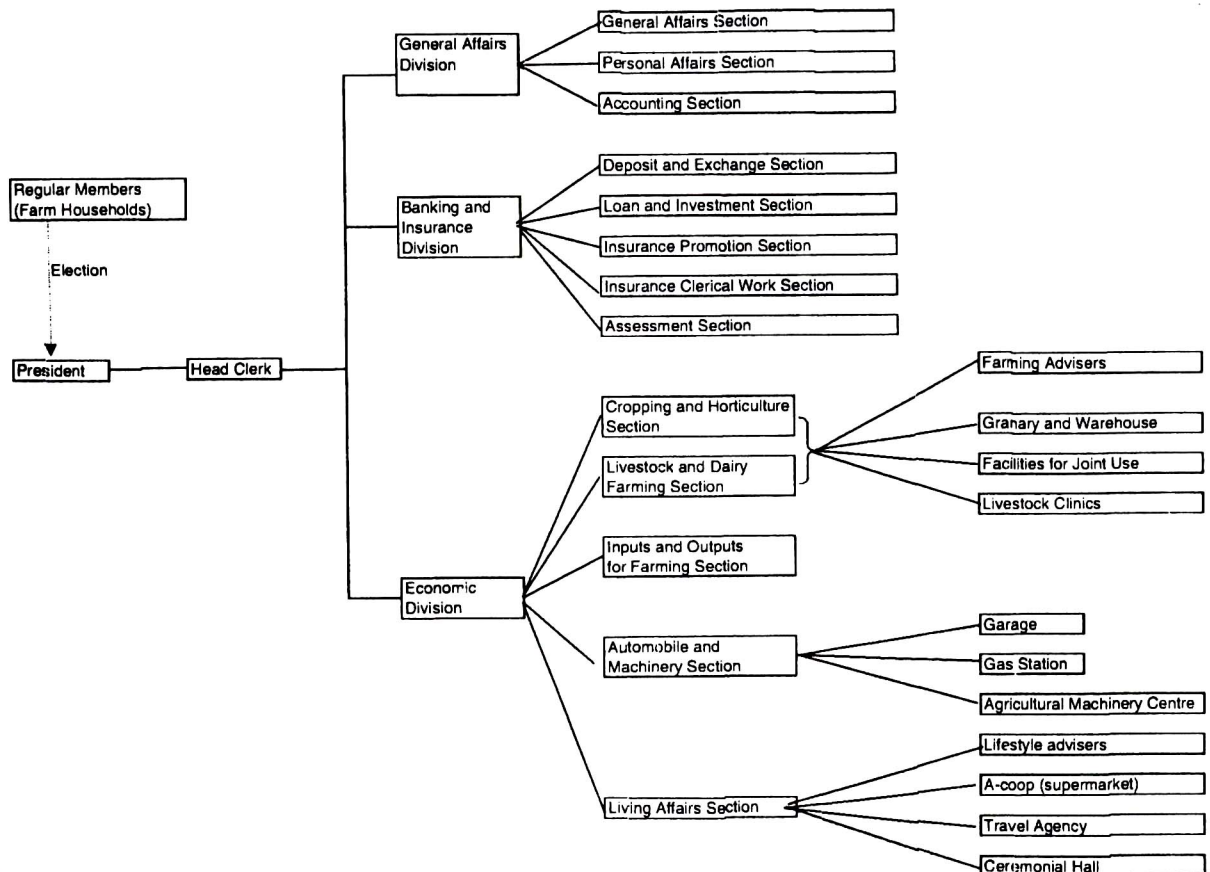 General Affairs Section
General Affairs
Division
Personal Affairs Section
Accounting Section
Regular Members
(Farm Households)
Election
President
Head Clerk
Banking and
Insurance
Division
Deposit and Exchange Section
Loan and Investment Section
Insurance Promotion Section
Insurance Clerical Work Section
Assessment Section
Economic
Division
Cropping and Horticulture
Section
Livestock and Dairy
Farming Section
Inputs and Outputs
for Farming Section
Automobile and
Machinery Section
Living Affairs Section
Farming Advisers
Granary and Warehouse
Facilities for Joint Use
Livestock Clinics
Garage
Gas Station
Agricultural Machinery Centre
Lifestyle advisers
A-coop (supermarket)
Travel Agency
Ceremonial Hall